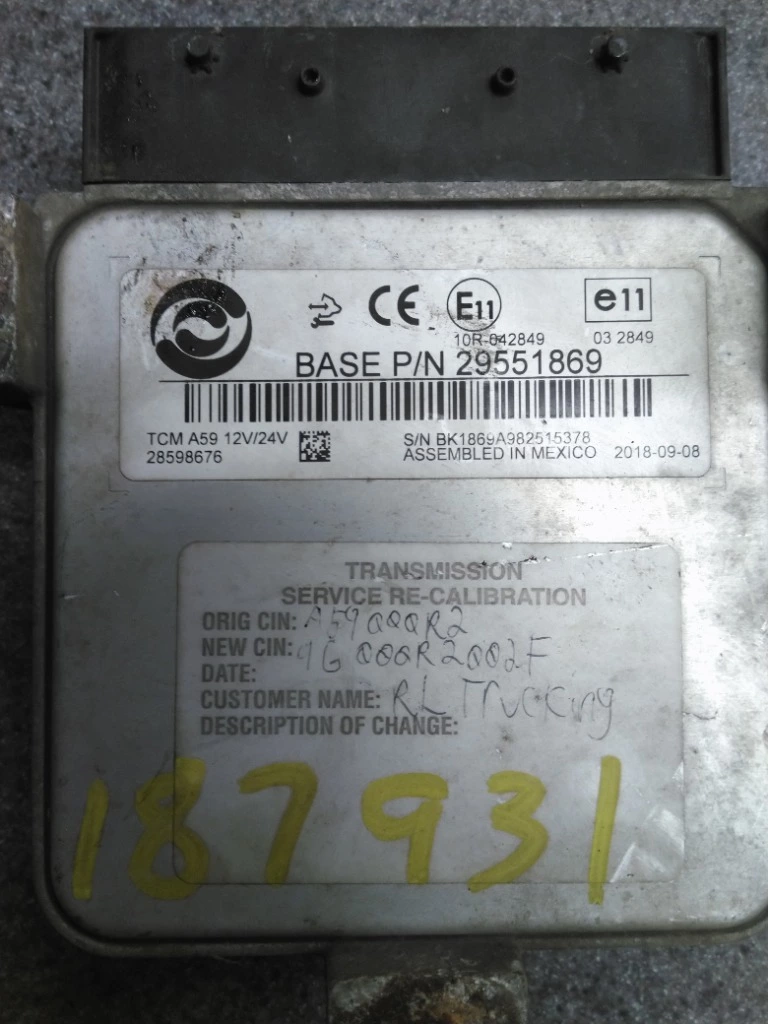 CE E11 e11
10R-042849 03 2849
BASE P/N 29551869
TCM A59 12V/24V S/N BK1869A982515378
28598676 ASSEMBLED IN MEXICO 2018-09-08
TRANSMISSION
SERVICE RE-CALIBRATION
ORIG CIN: A59000R2
NEW CIN: 9G000R2002F
DATE:
CUSTOMER NAME: RL Trucking
DESCRIPTION OF CHANGE:
187931